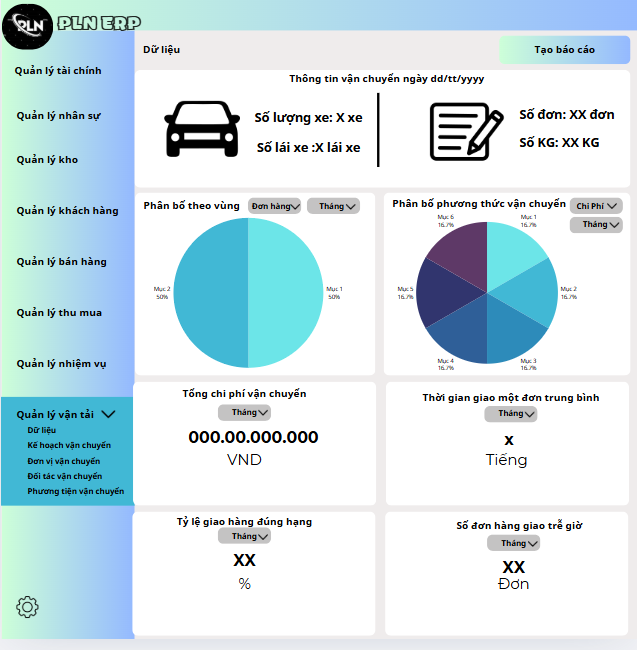 PLN
PLN ERP
Dữ liệu
Tạo báo cáo
Quản lý tài chính
Quản lý nhân sự
Quản lý kho
Quản lý khách hàng
Quản lý bán hàng
Quản lý thu mua
Quản lý nhiệm vụ
Quản lý vận tải
Dữ liệu
Kế hoạch vận chuyển
Đơn vị vận chuyển
Đối tác vận chuyển
Phương tiện vận chuyển
Thông tin vận chuyển ngày dd/tt/yyyy
Số lượng xe: X xe
Số lái xe :X lái xe
Số đơn: XX đơn
Số KG: XX KG
Phân bố theo vùng
Đơn hàng
Tháng
Mục 2
50%
Mục 1
50%
Phân bố phương thức vận chuyển
Chi Phí
Tháng
Mục 6
16.7%
Mục 1
16.7%
Mục 5
16.7%
Mục 2
16.7%
Mục 4
16.7%
Mục 3
16.7%
Tổng chi phí vận chuyển
Tháng
000.00.000.000
VND
Thời gian giao một đơn trung bình
Tháng
x
Tiếng
Tỷ lệ giao hàng đúng hạng
Tháng
XX
%
Số đơn hàng giao trễ giờ
Tháng
XX
Đơn